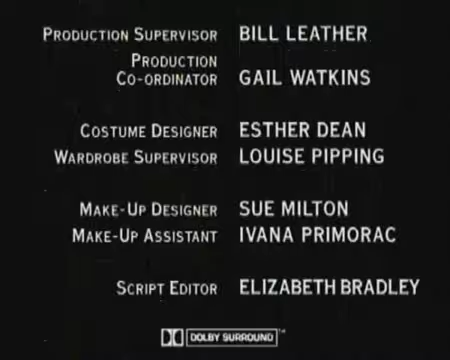 PRODUCTION SUPERVISOR BILL LEATHER
PRODUCTION
CO-ORDINATOR GAIL WATKINS
COSTUME DESIGNER ESTHER DEAN
WARDROBE SUPERVISOR LOUISE PIPPING
MAKE-UP DESIGNER SUE MILTON
MAKE-UP ASSISTANT IVANA PRIMORAC
SCRIPT EDITOR ELIZABETH BRADLEY
DOLBY SURROUND™